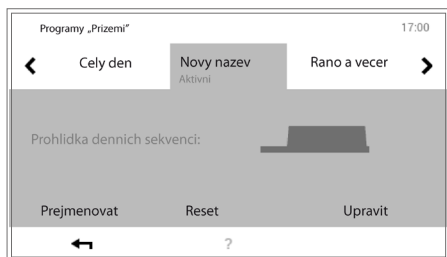 Programy „Prizemi” 17:00
Cely den Novy nazev Rano a vecer
Aktivni
Prohlidka dennich sekvenci:
Prejmenovat Reset Upravit
?